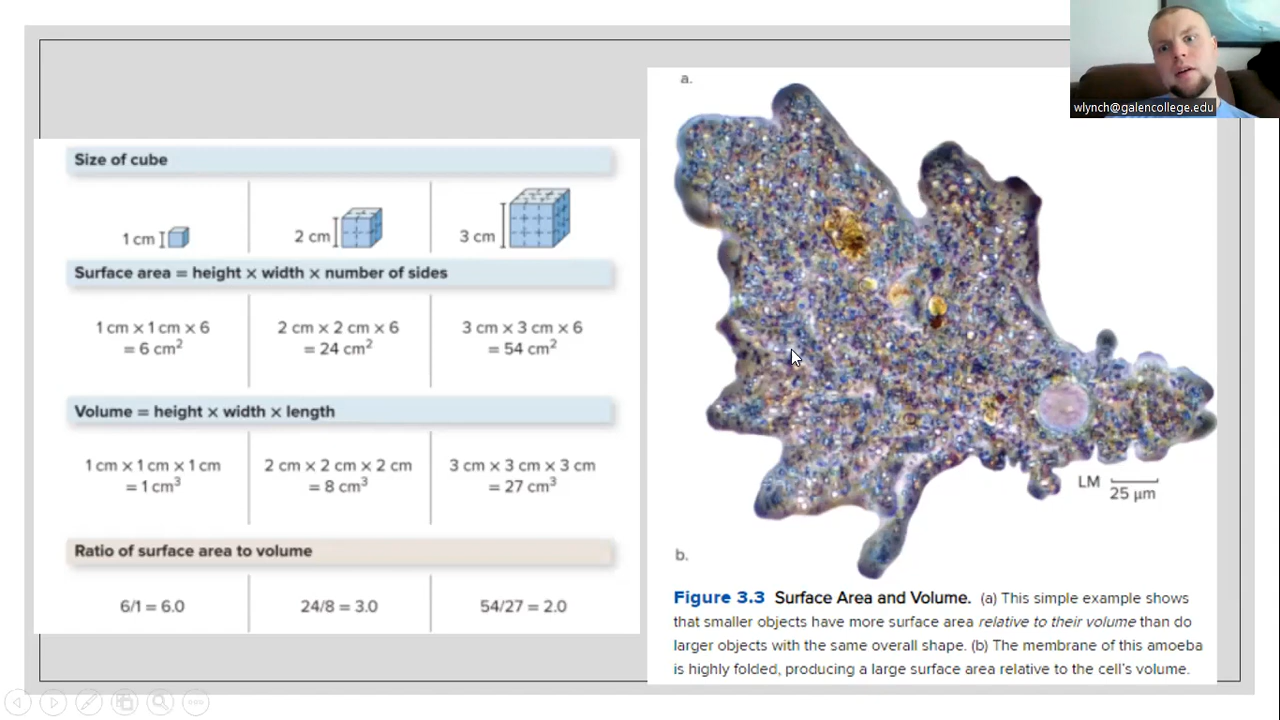 Size of cube
1 cm
2 cm
3 cm
Surface area = height × width × number of sides
1 cm × 1 cm × 6
= 6 cm²
2 cm × 2 cm × 6
= 24 cm²
3 cm × 3 cm × 6
= 54 cm²
Volume = height × width × length
1 cm × 1 cm × 1 cm
= 1 cm³
2 cm × 2 cm × 2 cm
= 8 cm³
3 cm × 3 cm × 3 cm
= 27 cm³
Ratio of surface area to volume
6/1 = 6.0
24/8 = 3.0
54/27 = 2.0
a.
LM
25 µm
b.
Figure 3.3 Surface Area and Volume. (a) This simple example shows
that smaller objects have more surface area relative to their volume than do
larger objects with the same overall shape. (b) The membrane of this amoeba
is highly folded, producing a large surface area relative to the cell's volume.
wlynch@galencollege.edu